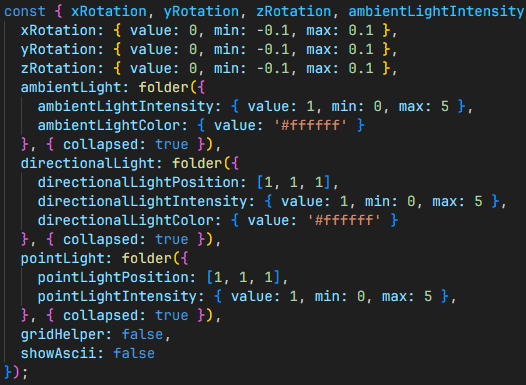 const { xRotation, yRotation, zRotation, ambientLightIntensity
  xRotation: { value: 0, min: -0.1, max: 0.1 },
  yRotation: { value: 0, min: -0.1, max: 0.1 },
  zRotation: { value: 0, min: -0.1, max: 0.1 },
  ambientLight: folder({
    ambientLightIntensity: { value: 1, min: 0, max: 5 },
    ambientLightColor: { value: '#ffffff' }
  }, { collapsed: true }),
  directionalLight: folder({
    directionalLightPosition: [1, 1, 1],
    directionalLightIntensity: { value: 1, min: 0, max: 5 },
    directionalLightColor: { value: '#ffffff' }
  }, { collapsed: true }),
  pointLight: folder({
    pointLightPosition: [1, 1, 1],
    pointLightIntensity: { value: 1, min: 0, max: 5 },
  }, { collapsed: true }),
  gridHelper: false,
  showAscii: false
});